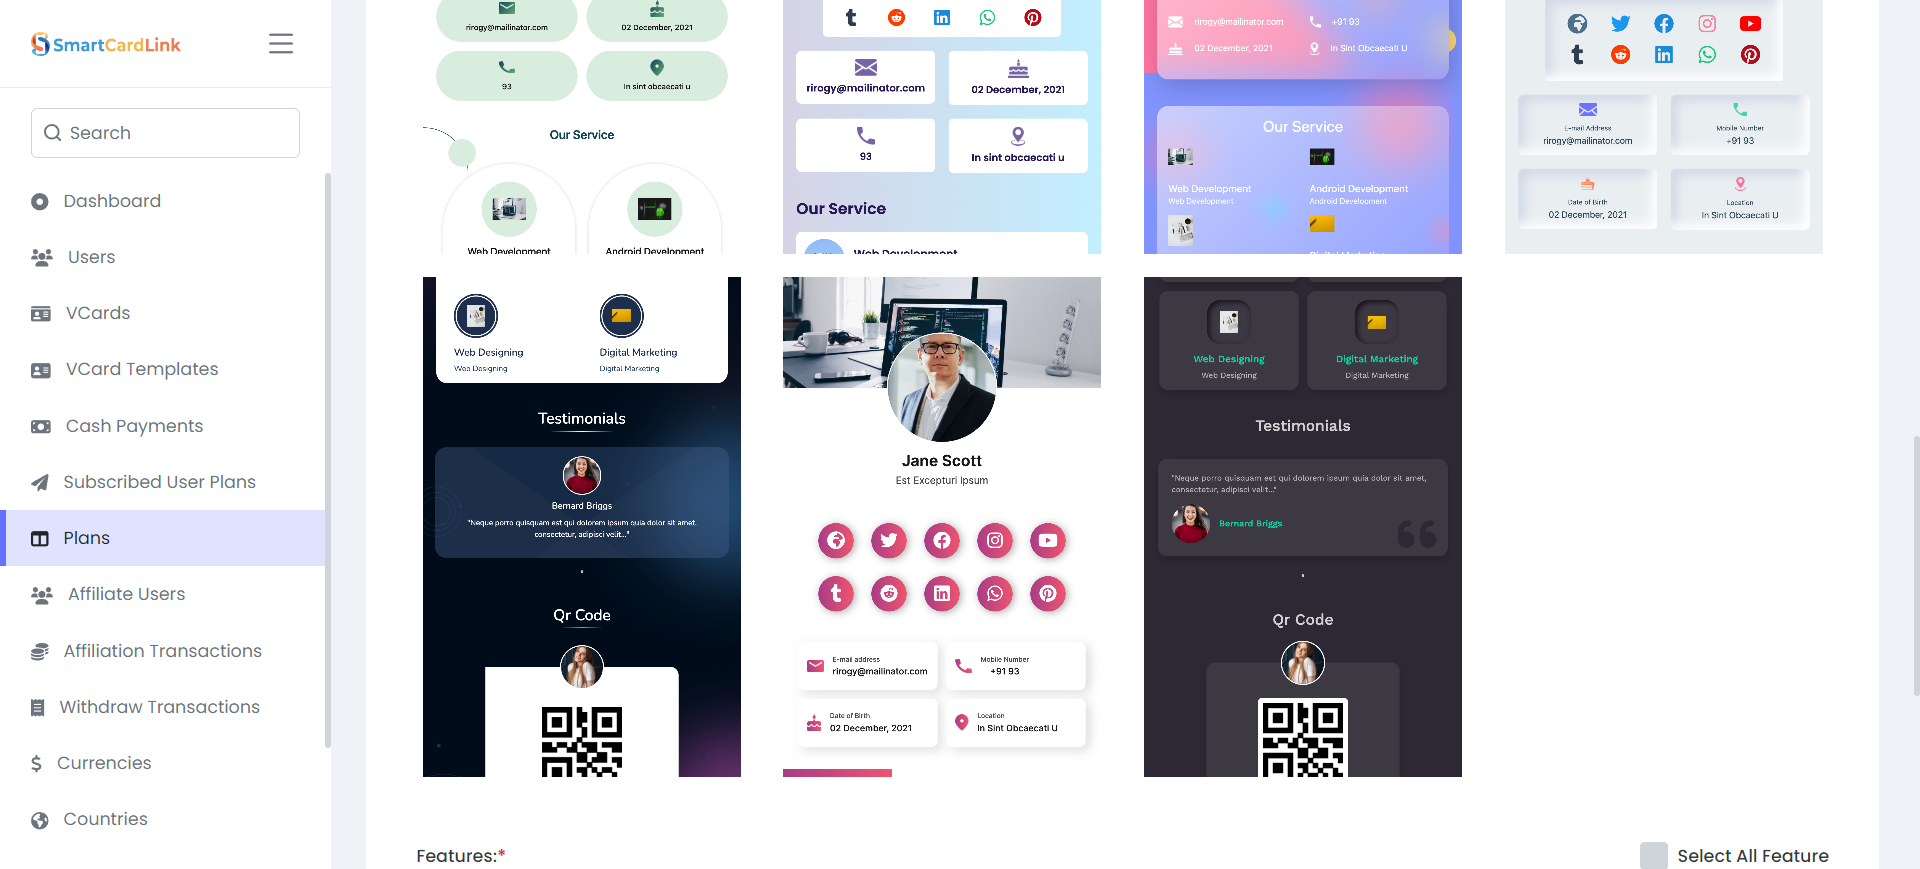 SmartCardLink
Search
Dashboard
Users
VCards
VCard Templates
Cash Payments
Subscribed User Plans
Plans
Affiliate Users
Affiliation Transactions
Withdraw Transactions
Currencies
Countries
rirogy@mailinator.com
02 December, 2021
93
In sint obcaecati u
Our Service
Web Development
Android Development
rirogy@mailinator.com
02 December, 2021
93
In sint obcaecati u
Our Service
Web Development
rirogy@mailinator.com
+91 93
02 December, 2021
In Sint Obcaecati U
Our Service
Web Development
Web Development
Android Development
Android Development
Digital Marketing
E-mail Address
rirogy@mailinator.com
Mobile Number
+91 93
Date of Birth
02 December, 2021
Location
In Sint Obcaecati U
Web Designing
Web Designing
Digital Marketing
Digital Marketing
Testimonials
Bernard Briggs
"Neque porro quisquam est qui dolorem ipsum quia dolor sit amet,
consectetur, adipisci velit..."
Qr Code
Jane Scott
Est Excepturi Ipsum
E-mail address
rirogy@mailinator.com
Mobile Number
+91 93
Date of Birth
02 December, 2021
Location
In Sint Obcaecati U
Web Designing
Web Designing
Digital Marketing
Digital Marketing
Testimonials
"Neque porro quisquam est qui dolorem ipsum quia dolor sit amet,
consectetur, adipisci velit..."
Bernard Briggs
Qr Code
Features:*
Select All Feature